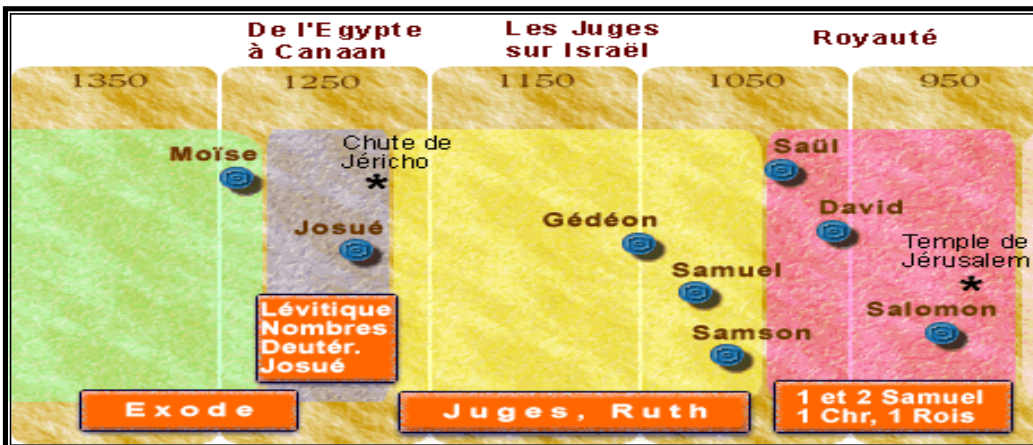 De l'Egypte
à Canaan
Les Juges
sur Israël
Royauté
1350
1250
1150
1050
950
Moïse
Chute de
Jéricho
*
Josué
Gédéon
Samuel
Samson
Saül
David
Temple de
Jérusalem
*
Salomon
Lévitique
Nombres
Deutér.
Josué
Exode
Juges, Ruth
1 et 2 Samuel
1 Chr, 1 Rois